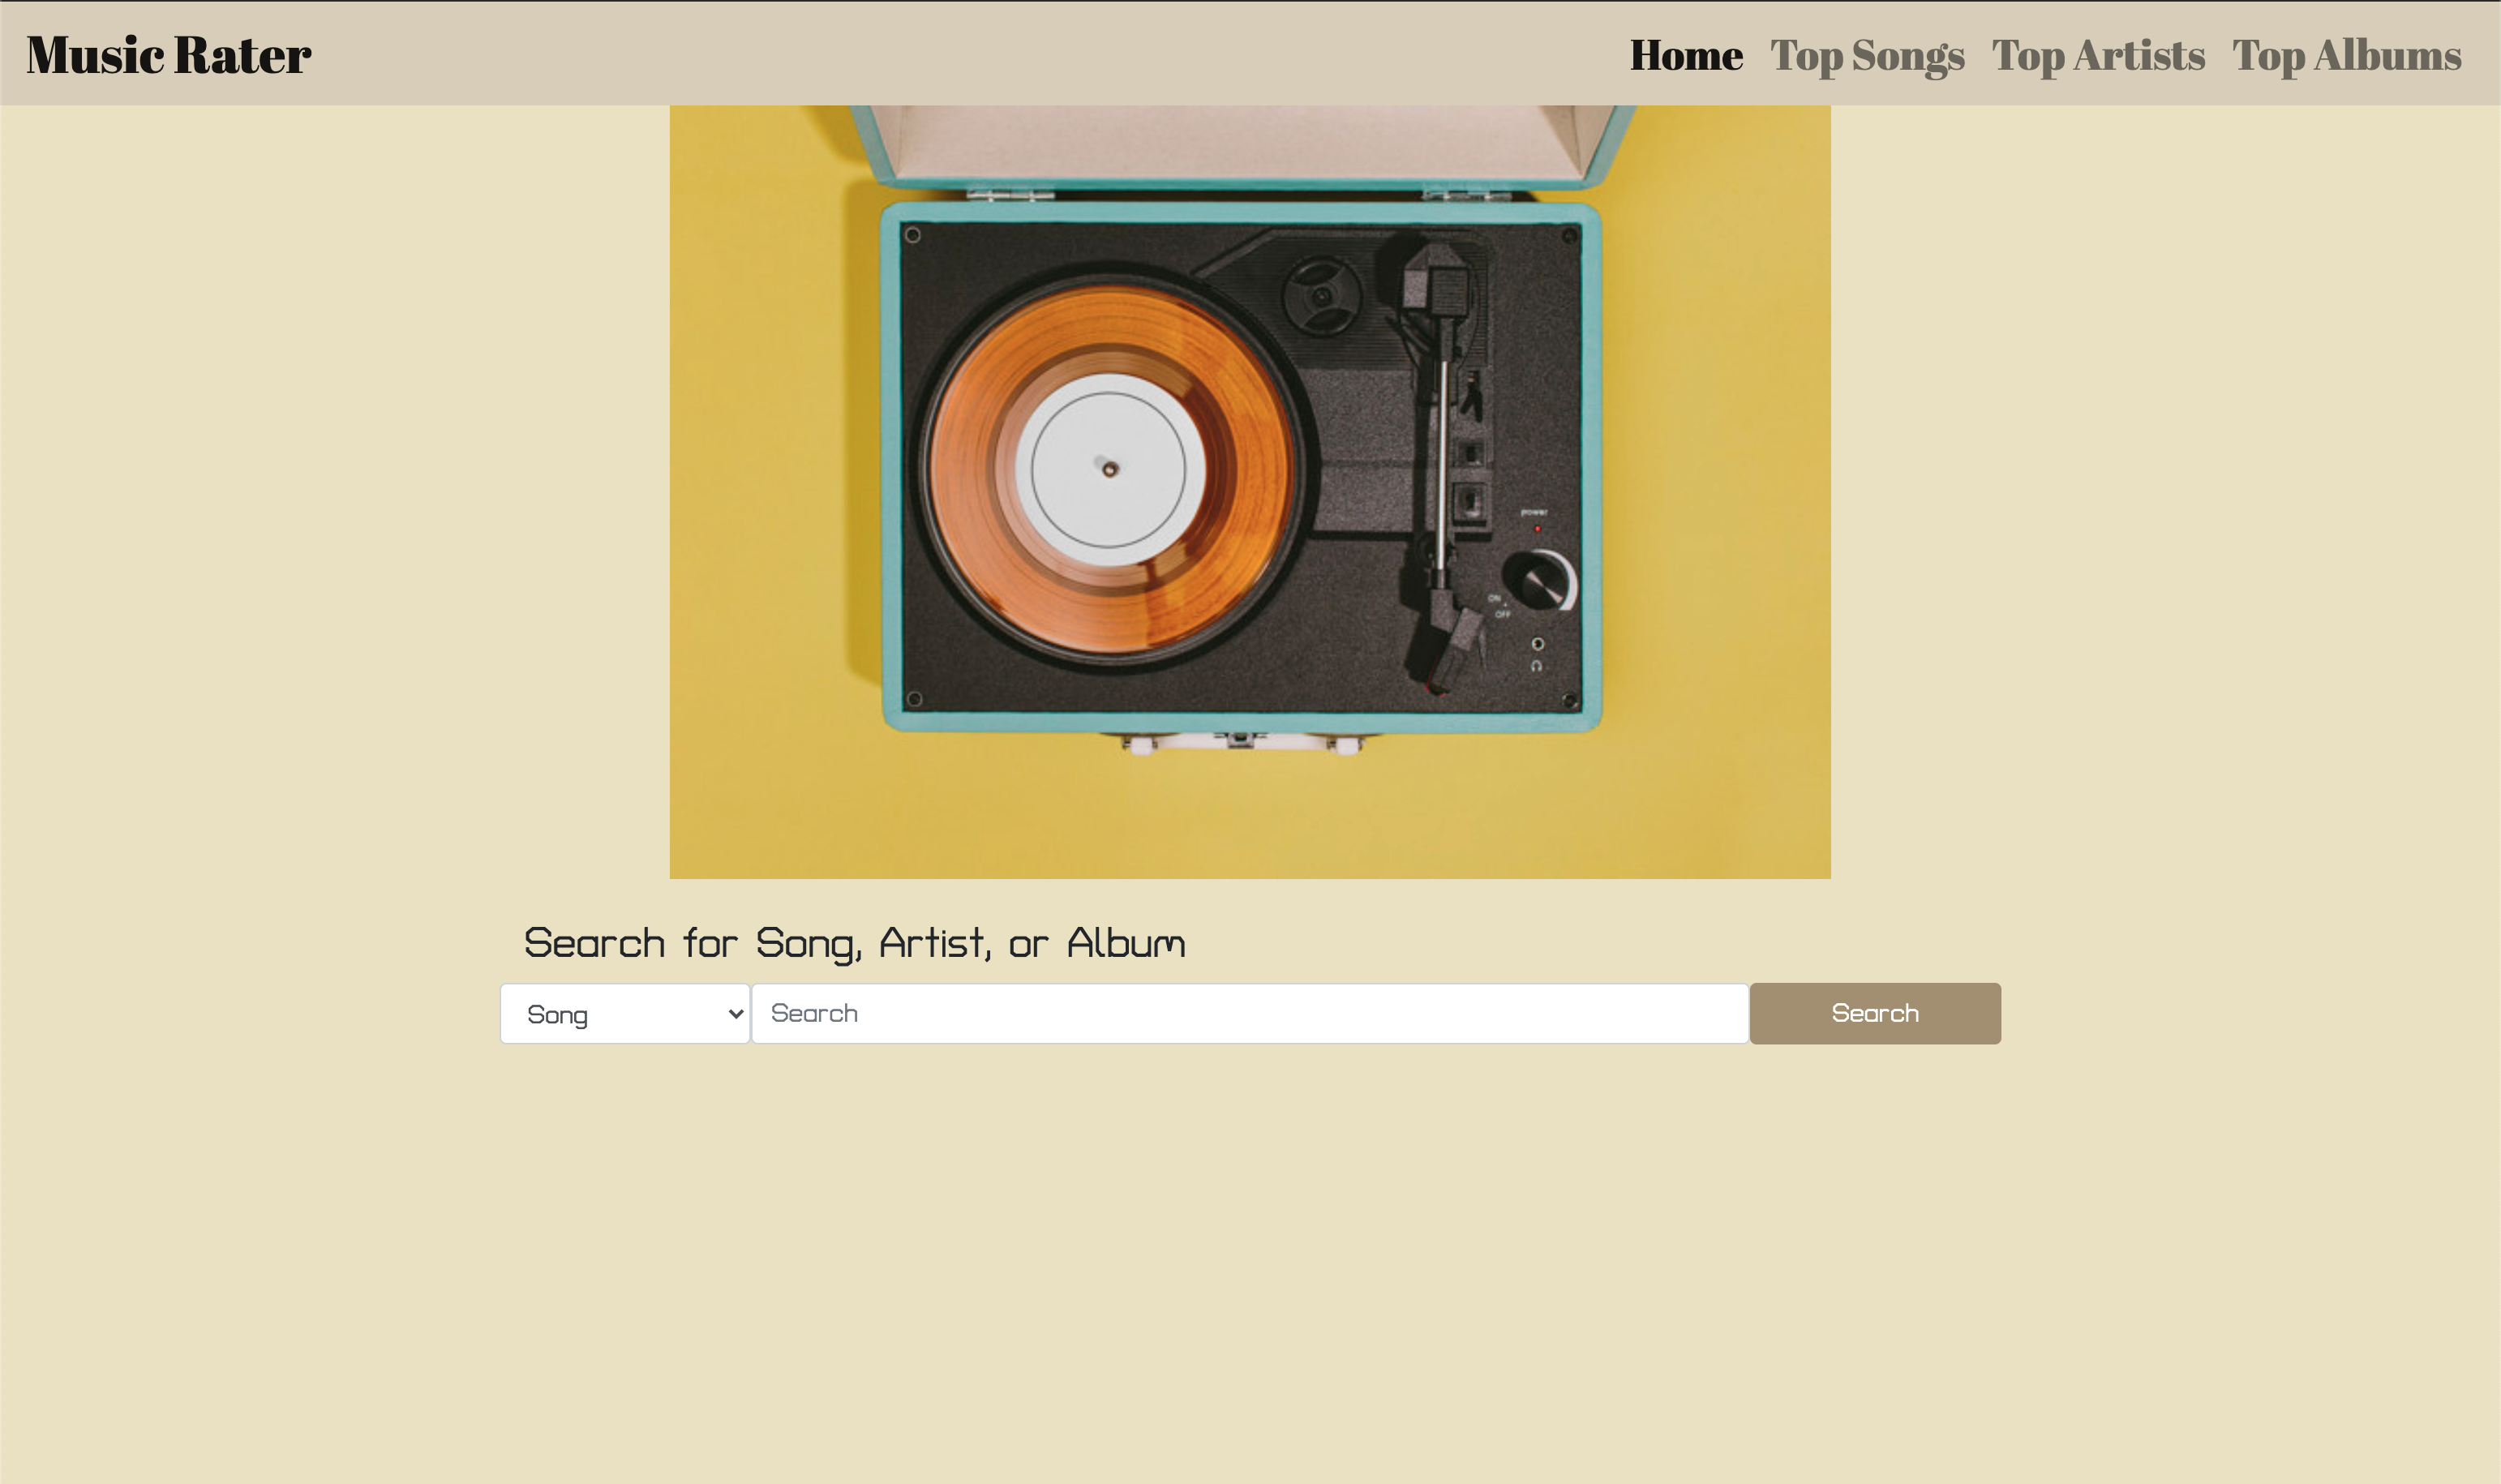 Music Rater
Home Top Songs Top Artists Top Albums
power
ON
OFF
Search for Song, Artist, or Album
Song Search Search